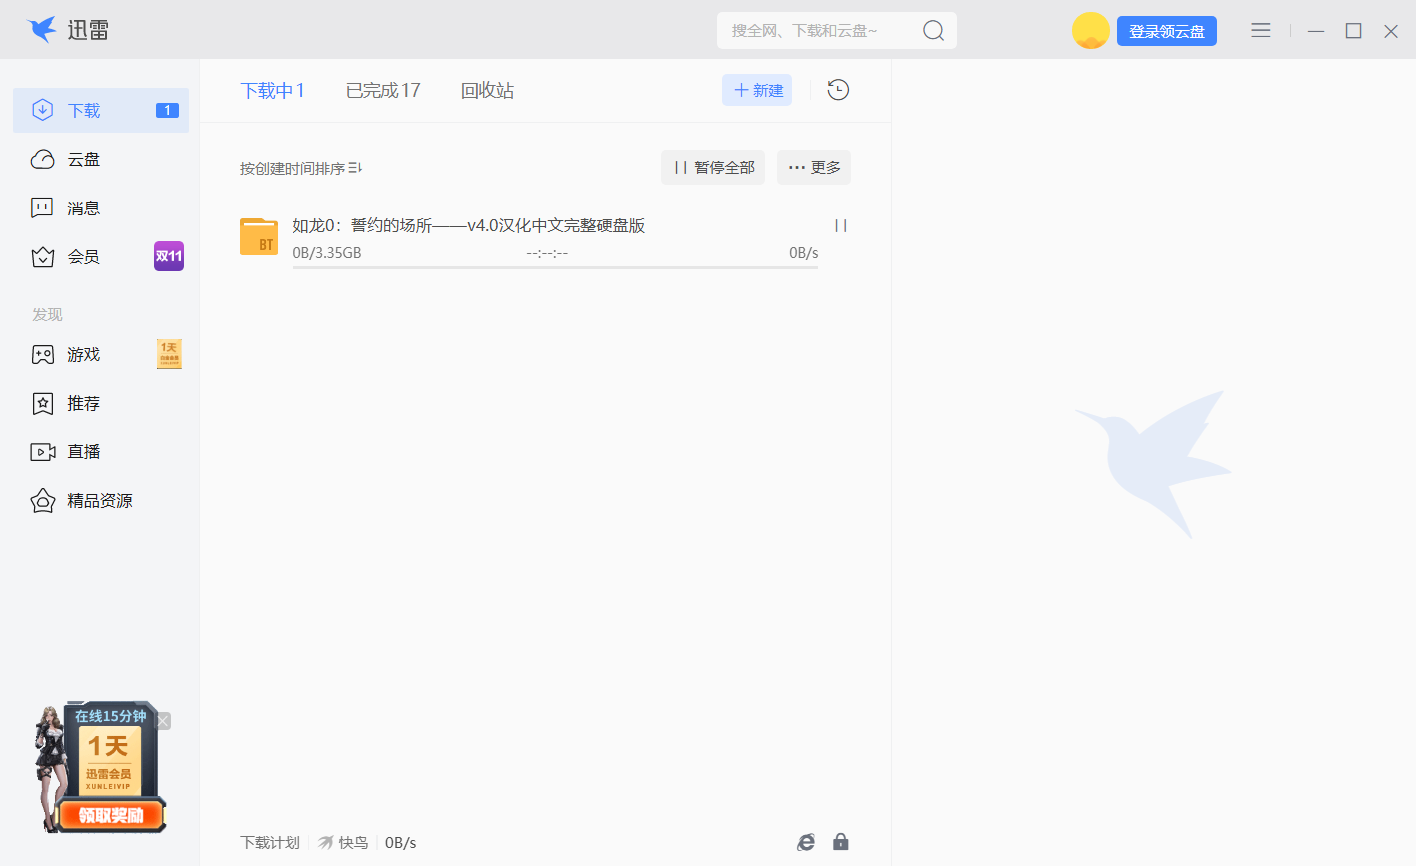 迅雷
搜全网、下载和云盘~
登录领云盘
下载
1
云盘
消息
会员
双11
发现
游戏
1天
推荐
直播
精品资源
在线15分钟
1天
迅雷会员
XUNLEIVIP
领取奖励
下载中1
已完成17
回收站
新建
按创建时间排序
暂停全部
更多
BT
如龙0：誓约的场所——v4.0汉化中文完整硬盘版
0B/3.35GB
--:--:--
0B/s
下载计划
快鸟
0B/s